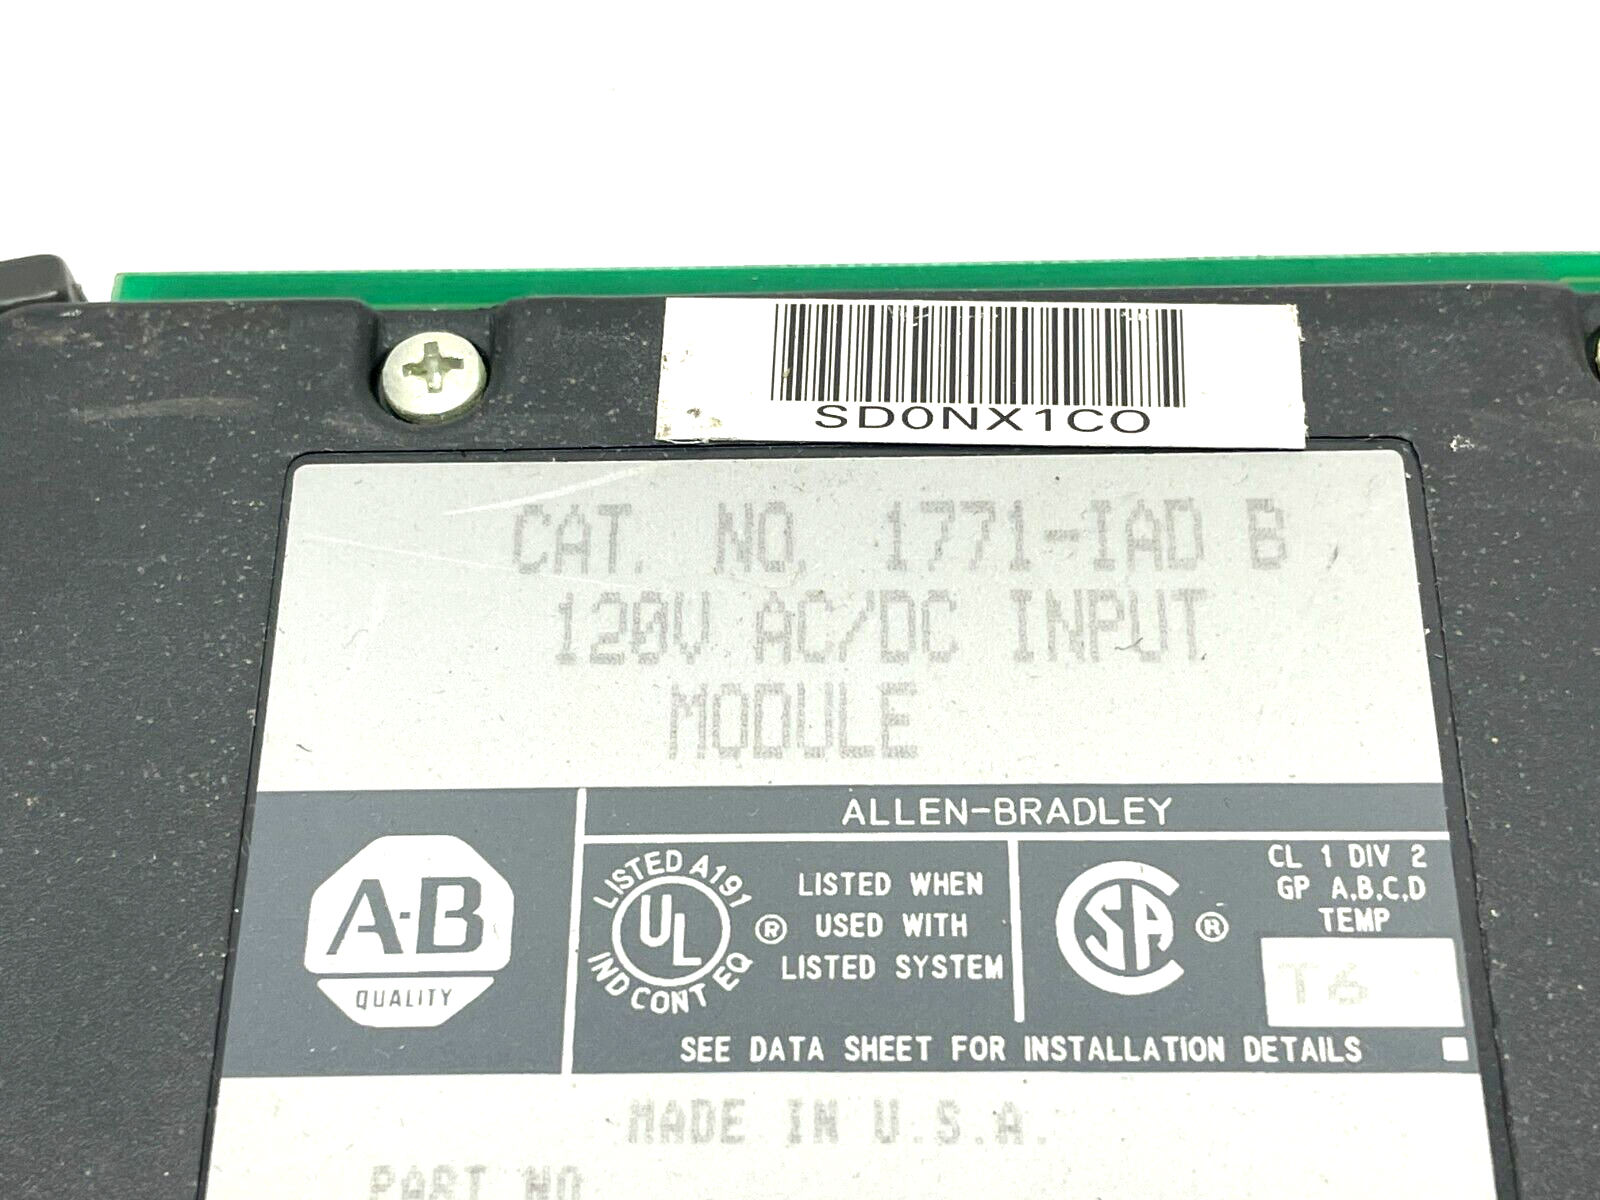 SD0NX1CO
CAT. NO. 1771-IAD B
120V AC/DC INPUT
MODULE
ALLEN-BRADLEY
A-B
QUALITY
LISTED A191
UL
IND CONT EQ
®
LISTED WHEN
USED WITH
LISTED SYSTEM
CSA
®
CL 1 DIV 2
GP A,B,C,D
TEMP
T6
SEE DATA SHEET FOR INSTALLATION DETAILS
MADE IN U.S.A.
PART NO